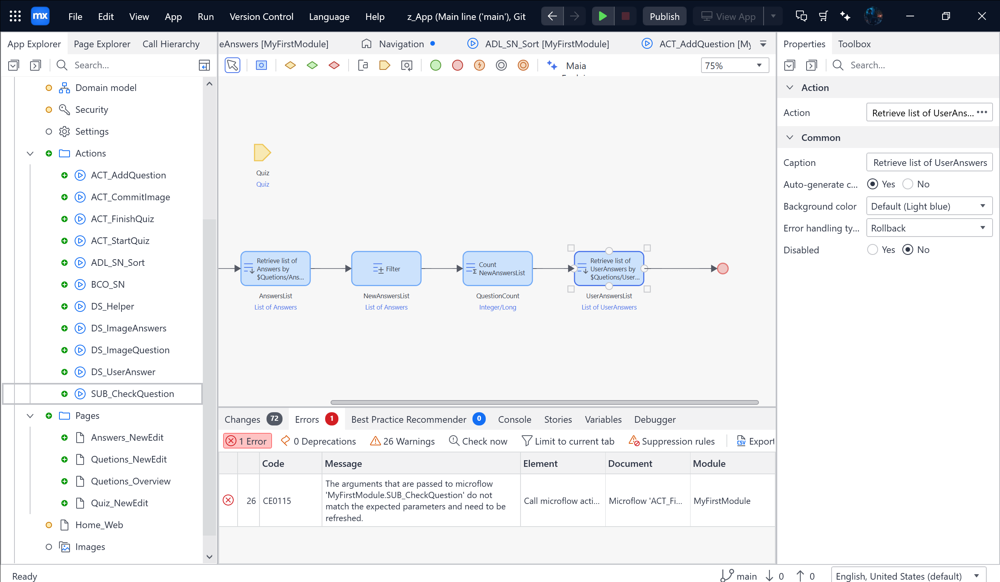 mx
File
Edit
View
App
Run
Version Control
Language
Help
z_App (Main line ('main'), Git
Publish
View App
App Explorer
Page Explorer
Call Hierarchy
eAnswers [MyFirstModule]
Navigation
ADL_SN_Sort [MyFirstModule]
ACT_AddQuestion [My
Properties
Toolbox
Search...
Maia
75%
Search...
Domain model
Security
Settings
Actions
ACT_AddQuestion
ACT_CommitImage
ACT_FinishQuiz
ACT_StartQuiz
ADL_SN_Sort
BCO_SN
DS_Helper
DS_ImageAnswers
DS_ImageQuestion
DS_UserAnswer
SUB_CheckQuestion
Pages
Answers_NewEdit
Quetions_NewEdit
Quetions_Overview
Quiz_NewEdit
Home_Web
Images
Quiz
Quiz
Retrieve list of
Answers by
$Quetions/Ans...
AnswersList
List of Answers
Filter
NewAnswersList
List of Answers
Count
NewAnswersList
QuestionCount
Integer/Long
Retrieve list of
UserAnswers by
$Quetions/User...
UserAnswersList
List of UserAnswers
Action
Action
Retrieve list of UserAns...
Common
Caption
Retrieve list of UserAnswers
Auto-generate c...
Yes
No
Background color
Default (Light blue)
Error handling ty...
Rollback
Disabled
Yes
No
Changes 72
Errors 1
Best Practice Recommender 0
Console
Stories
Variables
Debugger
1 Error
0 Deprecations
26 Warnings
Check now
Limit to current tab
Suppression rules
CSV
Export
Code
Message
Element
Document
Module
26
CE0115
The arguments that are passed to microflow
'MyFirstModule.SUB_CheckQuestion' do not
match the expected parameters and need to be
refreshed.
Call microflow acti...
Microflow 'ACT_Fi...
MyFirstModule
Ready
main
0
0
English, United States (default)